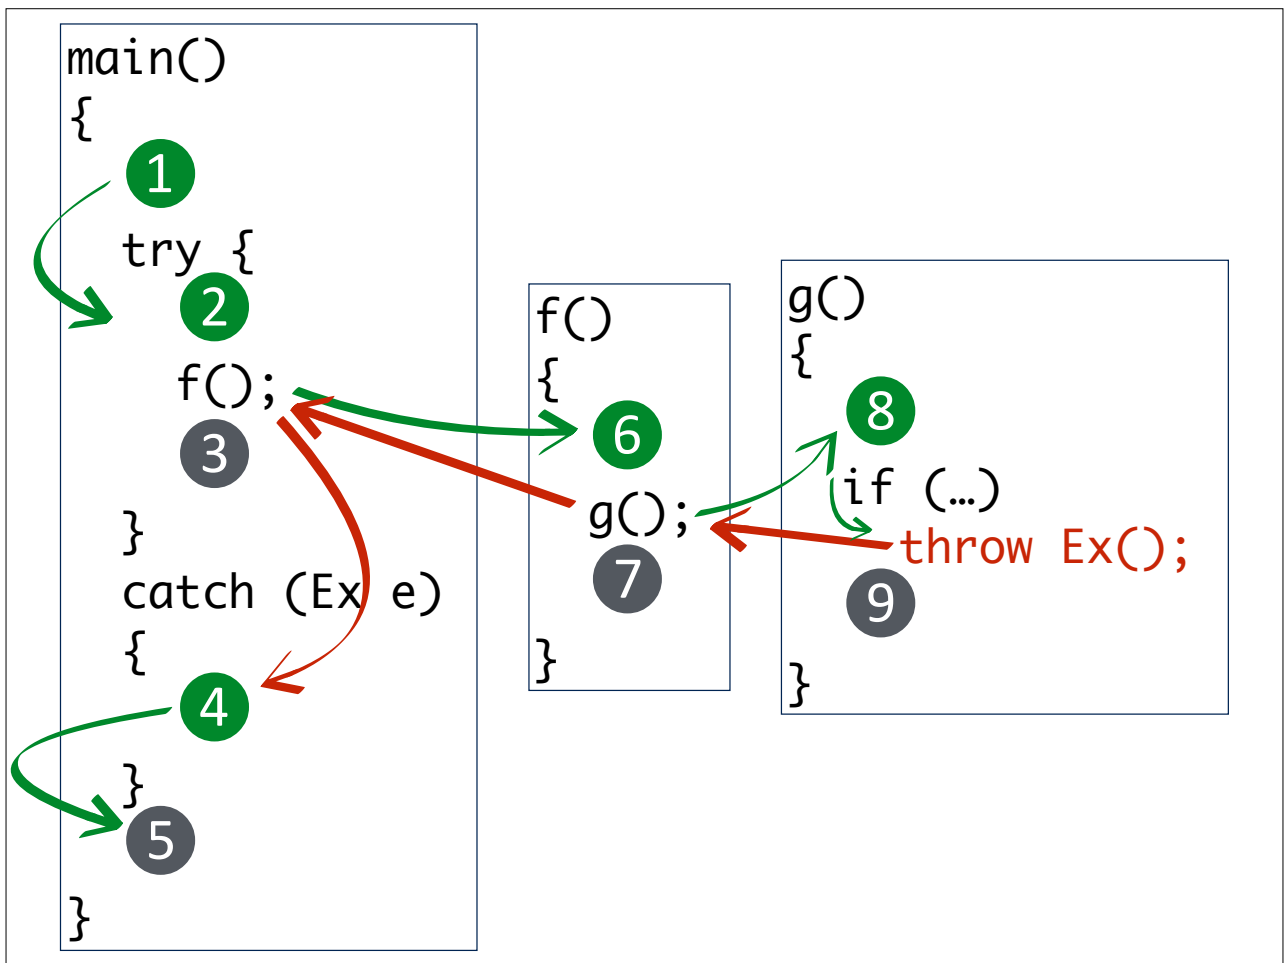 main()
{
1
try {
2
f();
3
}
catch (Ex e)
{
4
}
5
}
f()
{
6
g();
7
}
g()
{
8
if (…)
throw Ex();
9
}